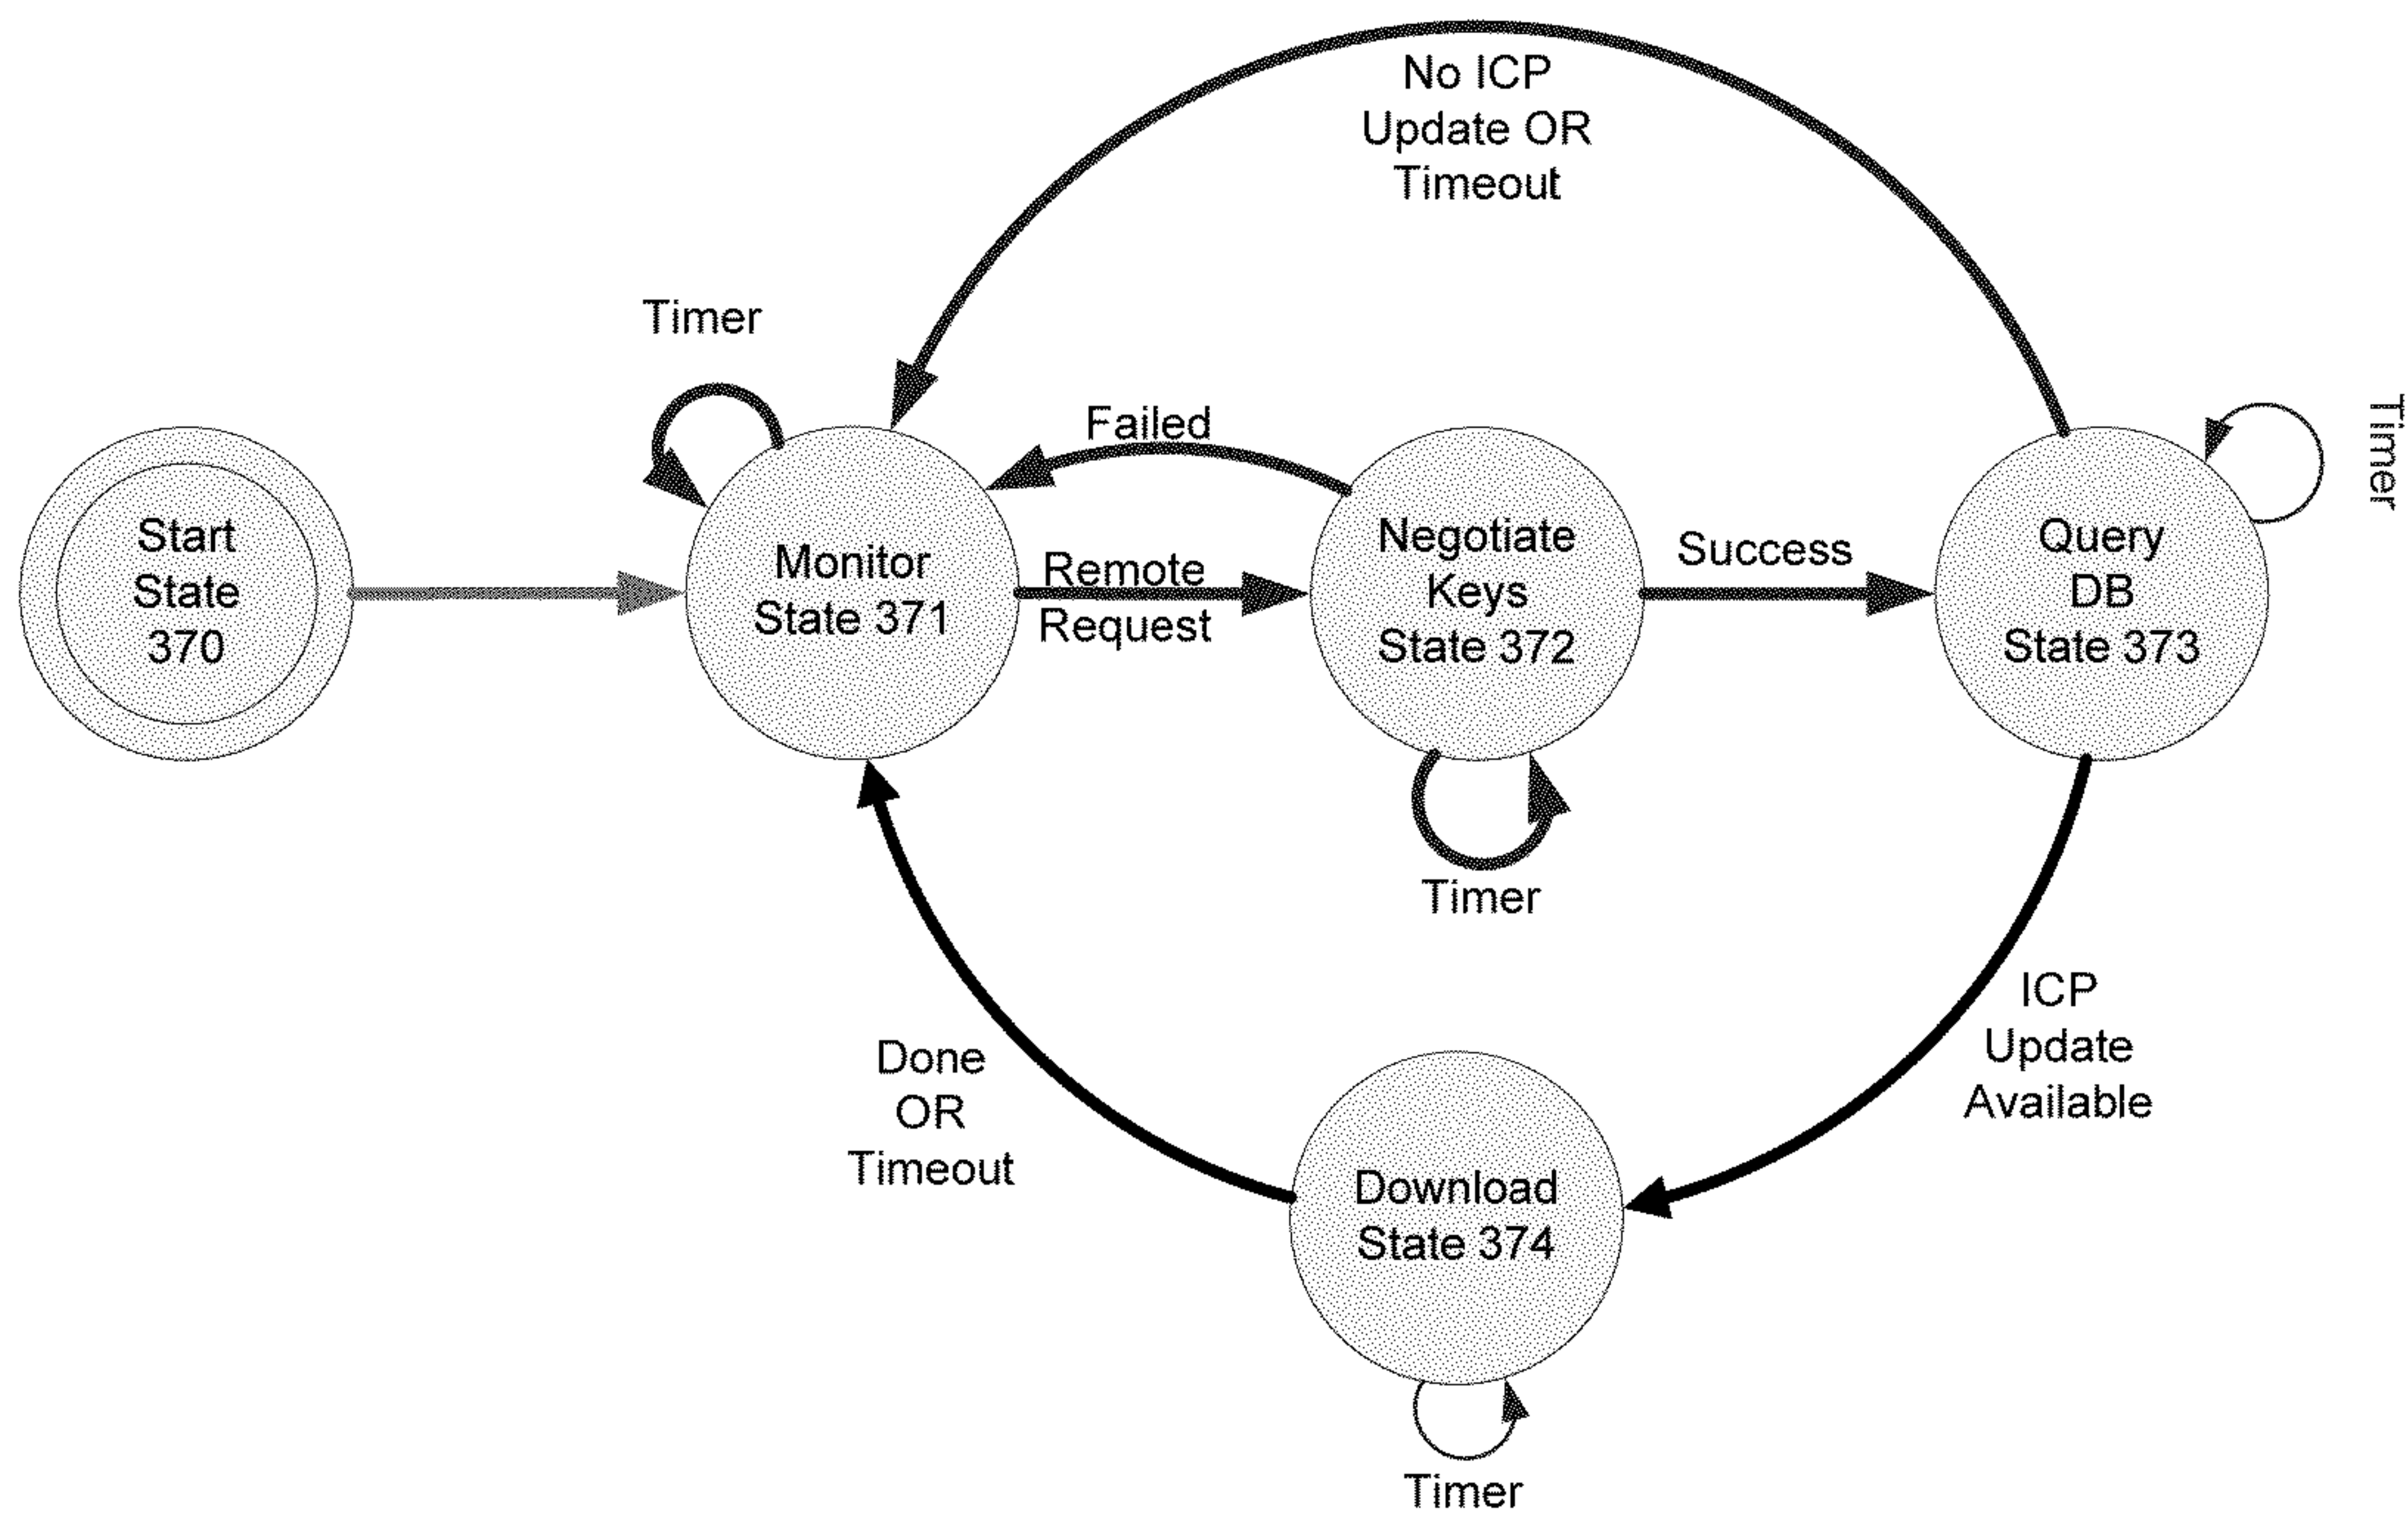 No ICP
Update OR
Timeout
Timer
Failed
Timer
Start
State
370
Monitor
State 371
Remote
Request
Negotiate
Keys
State 372
Success
Query
DB
State 373
Timer
ICP
Update
Available
Done
OR
Timeout
Download
State 374
Timer